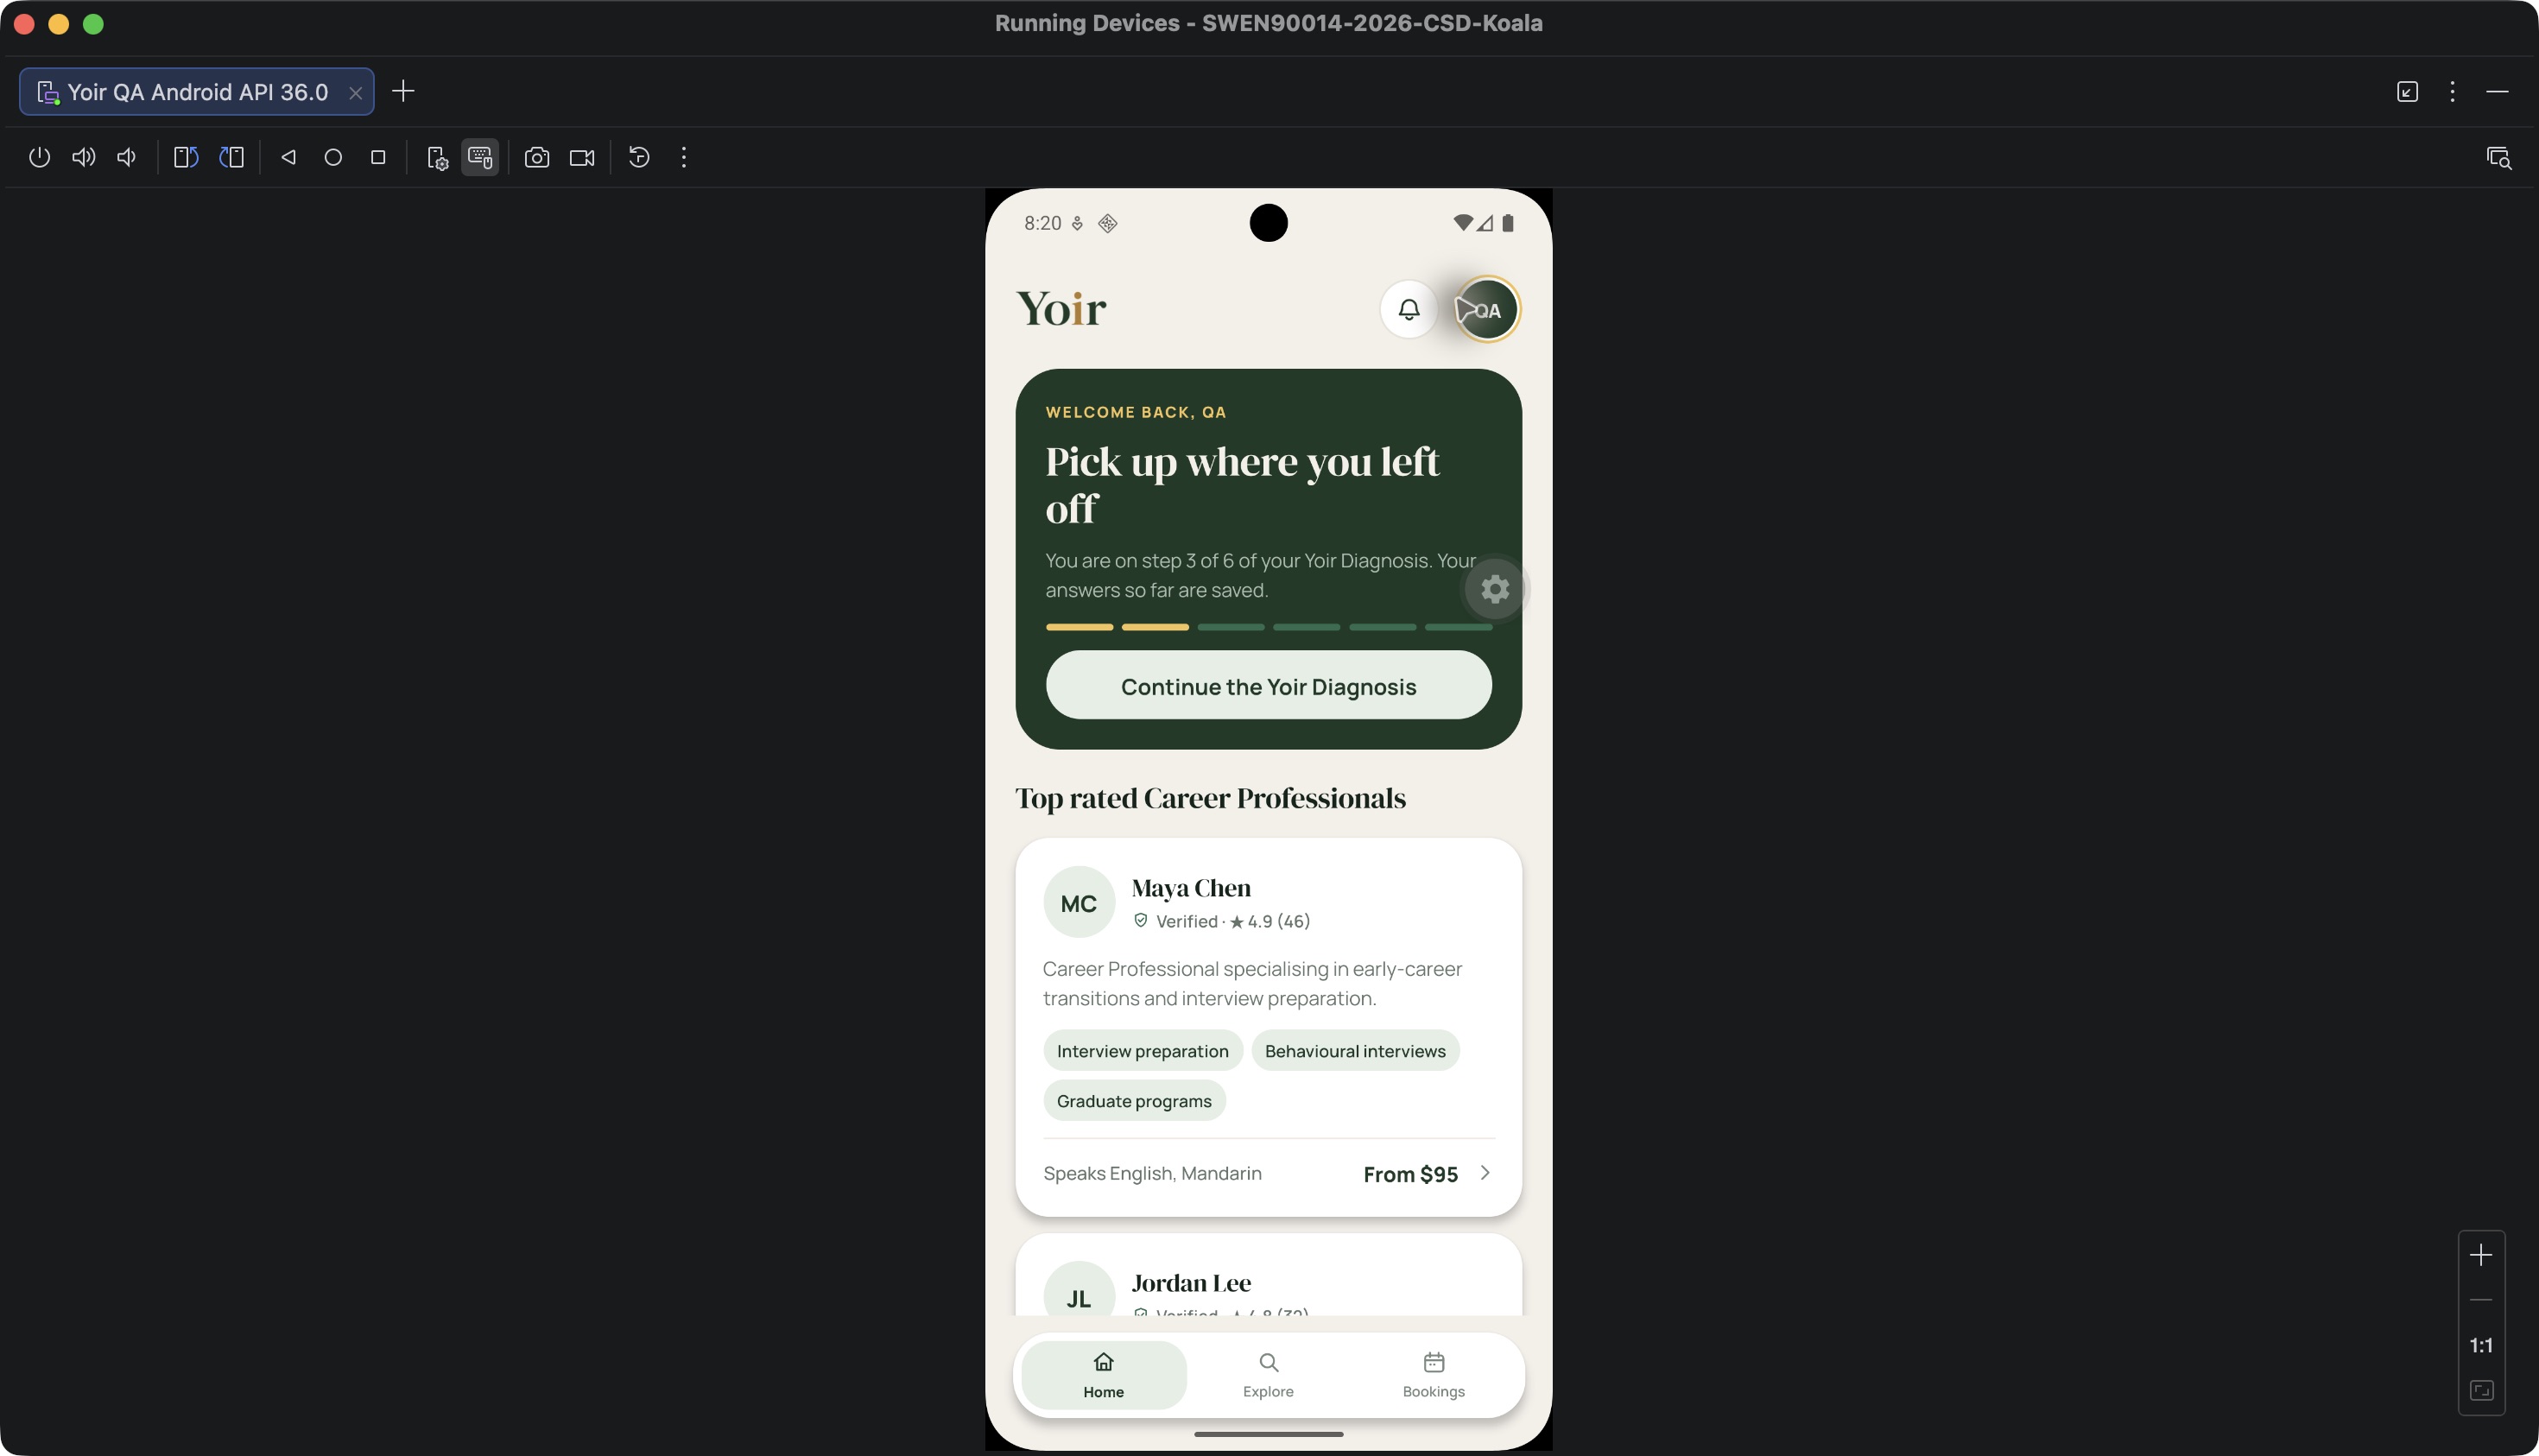 Running Devices - SWEN90014-2026-CSD-Koala
Yoir QA Android API 36.0
8:20
Yoir
QA
WELCOME BACK, QA
Pick up where you left
off
You are on step 3 of 6 of your Yoir Diagnosis. Your
answers so far are saved.
Continue the Yoir Diagnosis
Top rated Career Professionals
MC
Maya Chen
Verified · ★ 4.9 (46)
Career Professional specialising in early-career
transitions and interview preparation.
Interview preparation
Behavioural interviews
Graduate programs
Speaks English, Mandarin
From $95
JL
Jordan Lee
Verified · ★ 4.8 (32)
Home
Explore
Bookings
1:1